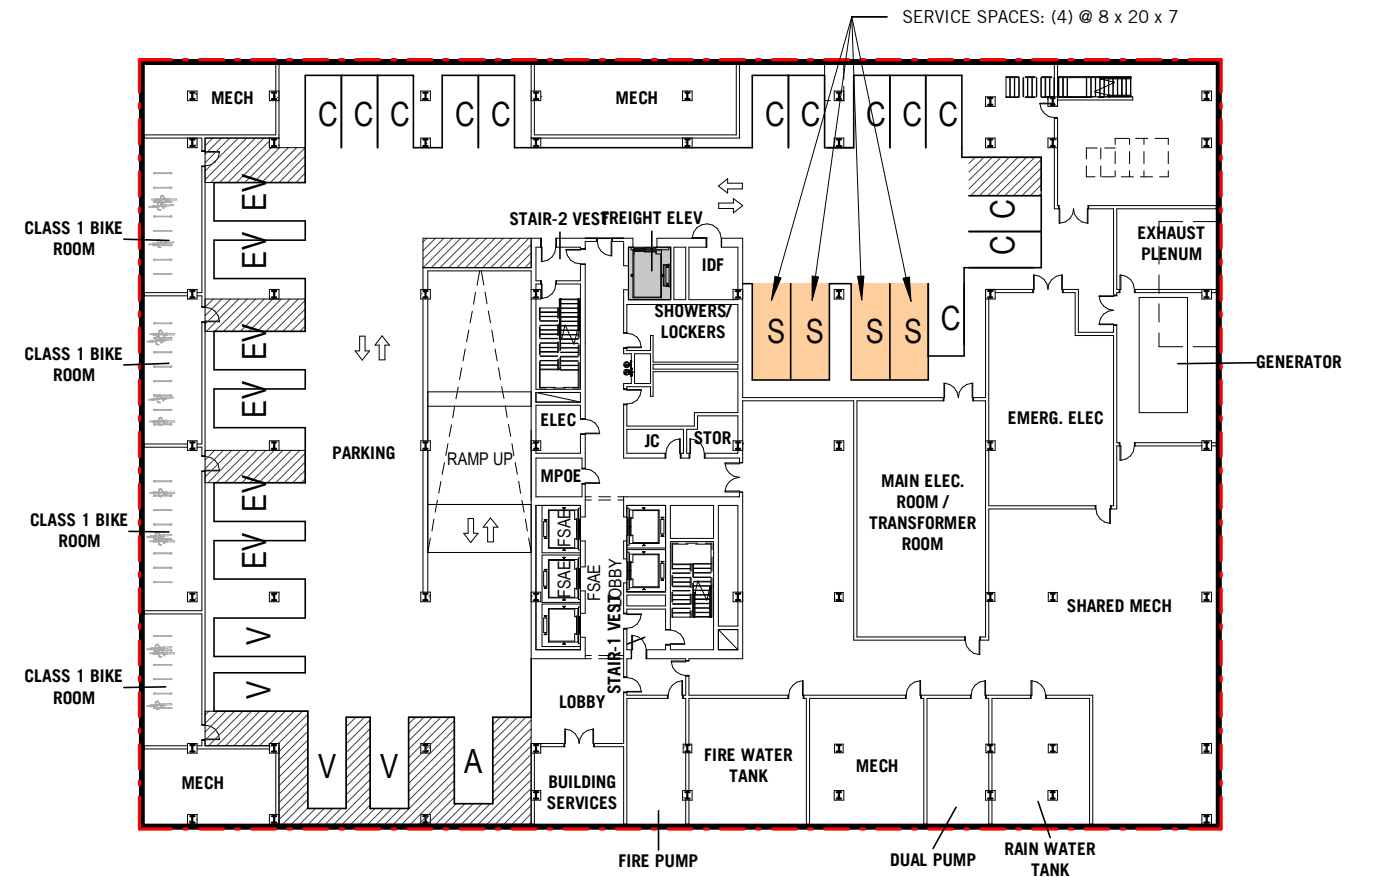 SERVICE SPACES: (4) @ 8 x 20 x 7
MECH
C C C C C
MECH
C C C C C
EV
CLASS 1 BIKE
ROOM
EV
STAIR-2 VEST
FREIGHT ELEV
IDF
C
C
EXHAUST
PLENUM
SHOWERS/
LOCKERS
S S S S C
CLASS 1 BIKE
ROOM
EV
EV
GENERATOR
ELEC
JC
STOR
EMERG. ELEC
PARKING
RAMP UP
MPOE
MAIN ELEC.
ROOM /
TRANSFORMER
ROOM
CLASS 1 BIKE
ROOM
EV
EV
FSAE
FSAE
FSAE
LOBBY
SHARED MECH
STAIR-1 VEST
V
V
CLASS 1 BIKE
ROOM
LOBBY
V V A
MECH
BUILDING
SERVICES
FIRE WATER
TANK
MECH
FIRE PUMP
DUAL PUMP
RAIN WATER
TANK